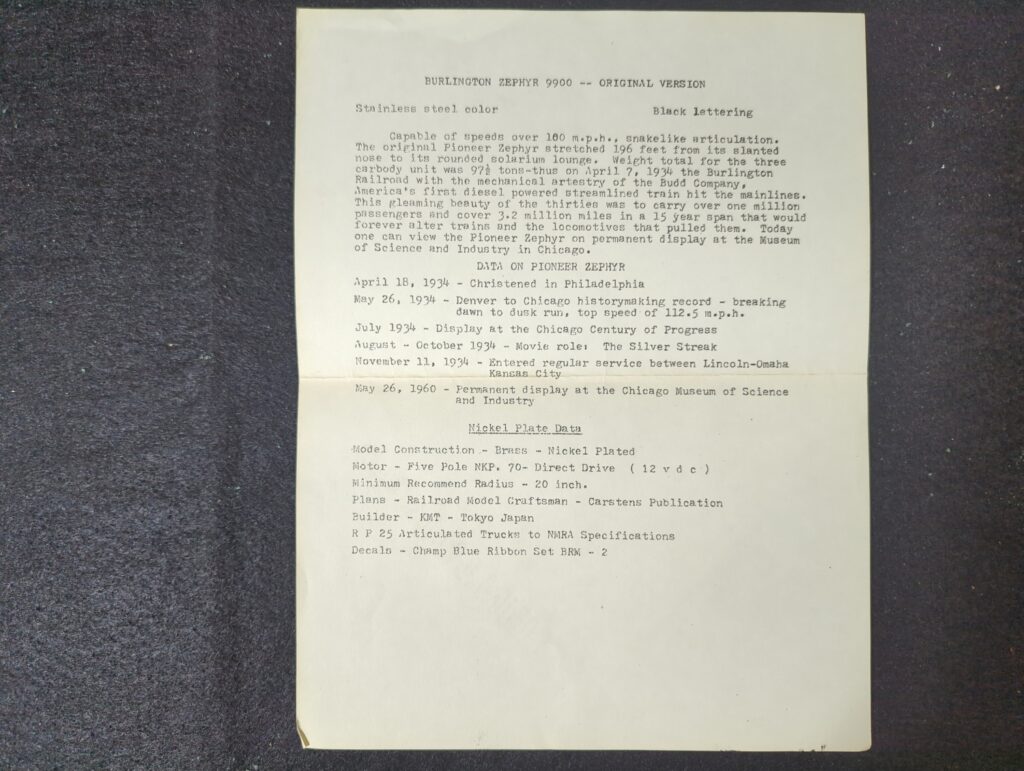 BURLINGTON ZEPHYR 9900 -- ORIGINAL VERSION
Stainless steel color Black lettering
Capable of speeds over 100 m.p.h., snakelike articulation.
The original Pioneer Zephyr stretched 196 feet from its slanted
nose to its rounded solarium lounge. Weight total for the three
carbody unit was 97½ tons-thus on April 7, 1934 the Burlington
Railroad with the mechanical artestry of the Budd Company,
America's first diesel powered streamlined train hit the mainlines.
This gleaming beauty of the thirties was to carry over one million
passengers and cover 3.2 million miles in a 15 year span that would
forever alter trains and the locomotives that pulled them. Today
one can view the Pioneer Zephyr on permanent display at the Museum
of Science and Industry in Chicago.
DATA ON PIONEER ZEPHYR
April 18, 1934 - Christened in Philadelphia
May 26, 1934 - Denver to Chicago historymaking record - breaking
dawn to dusk run, top speed of 112.5 m.p.h.
July 1934 - Display at the Chicago Century of Progress
August - October 1934 - Movie role: The Silver Streak
November 11, 1934 - Entered regular service between Lincoln-Omaha
Kansas City
May 26, 1960 - Permanent display at the Chicago Museum of Science
and Industry
Nickel Plate Data
Model Construction - Brass - Nickel Plated
Motor - Five Pole NKP. 70- Direct Drive ( 12 v d c )
Minimum Recommend Radius - 20 inch.
Plans - Railroad Model Craftsman - Carstens Publication
Builder - KMT - Tokyo Japan
R P 25 Articulated Trucks to NMRA Specifications
Decals - Champ Blue Ribbon Set BRM - 2